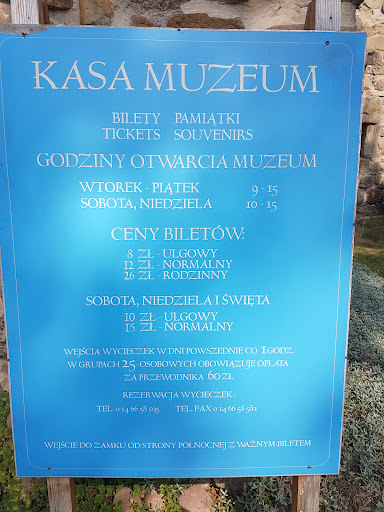 KASA MUZEUM
BILETY PAMIĄTKI
TICKETS SOUVENIRS
GODZINY OTWARCIA MUZEUM
WTOREK - PIĄTEK 9 - 15
SOBOTA, NIEDZIELA 10 - 15
CENY BILETÓW:
8 ZŁ - ULGOWY
12 ZŁ - NORMALNY
26 ZŁ - RODZINNY
SOBOTA, NIEDZIELA I ŚWIĘTA
10 ZŁ - ULGOWY
15 ZŁ - NORMALNY
WEJŚCIA WYCIECZEK W DNI POWSZEDNIE CO 1 GODZ.
W GRUPACH 25 - OSOBOWYCH OBOWIĄZUJE OPŁATA
ZA PRZEWODNIKA 60 ZŁ
REZERWACJA WYCIECZEK :
TEL. 0 14 66 58 035 TEL. FAX 0 14 66 58 582
WEJŚCIE DO ZAMKU OD STRONY PÓŁNOCNEJ Z WAŻNYM BILETEM